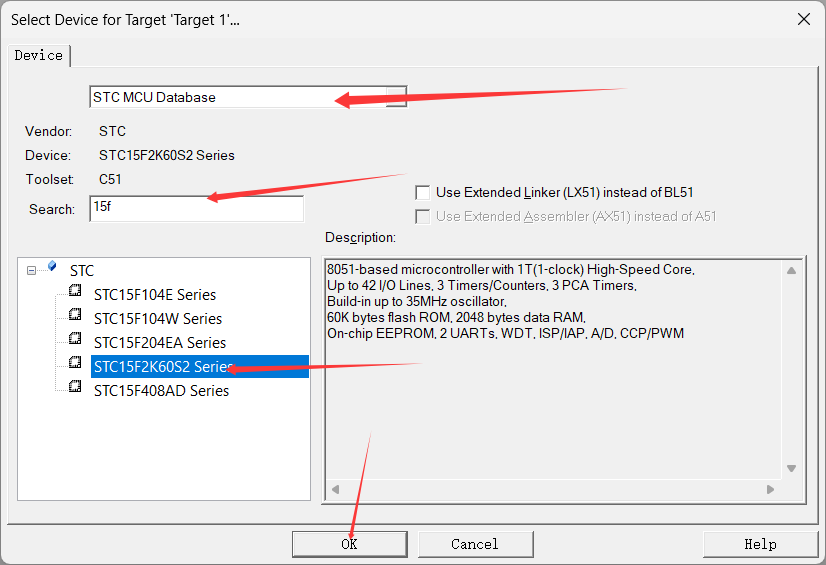 Select Device for Target 'Target 1'...
Device
STC MCU Database
Vendor: STC
Device: STC15F2K60S2 Series
Toolset: C51
Search: 15f
Use Extended Linker (LX51) instead of BL51
Use Extended Assembler (AX51) instead of A51
Description:
STC
STC15F104E Series
STC15F104W Series
STC15F204EA Series
STC15F2K60S2 Series
STC15F408AD Series
8051-based microcontroller with 1T(1-clock) High-Speed Core,
Up to 42 I/O Lines, 3 Timers/Counters, 3 PCA Timers,
Build-in up to 35MHz oscillator,
60K bytes flash ROM, 2048 bytes data RAM,
On-chip EEPROM, 2 UARTs, WDT, ISP/IAP, A/D, CCP/PWM
OK
Cancel
Help